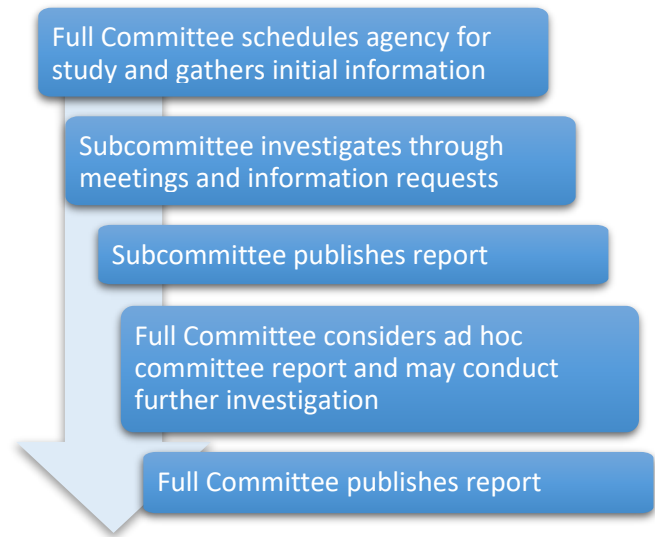 Full Committee schedules agency for
study and gathers initial information
Subcommittee investigates through
meetings and information requests
Subcommittee publishes report
Full Committee considers ad hoc
committee report and may conduct
further investigation
Full Committee publishes report